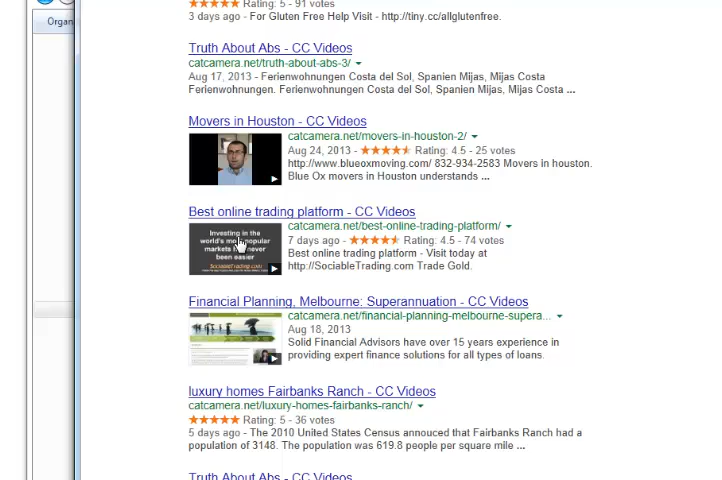 Organ
Rating: 5 - 91 votes
3 days ago - For Gluten Free Help Visit - http://tiny.cc/allglutenfree.
Truth About Abs - CC Videos
catcamera.net/truth-about-abs-3/
Aug 17, 2013 - Ferienwohnungen Costa del Sol, Spanien Mijas, Mijas Costa
Ferienwohnungen. Ferienwohnungen Costa del Sol, Spanien Mijas, Mijas Costa ...
Movers in Houston - CC Videos
catcamera.net/movers-in-houston-2/
Aug 24, 2013 - Rating: 4.5 - 25 votes
http://www.blueoxmoving.com/ 832-934-2583 Movers in houston.
Blue Ox movers in Houston understands ...
Best online trading platform - CC Videos
Investing in the
world's most popular
markets has never
been easier
SociableTrading.com
catcamera.net/best-online-trading-platform/
7 days ago - Rating: 4.5 - 74 votes
Best online trading platform - Visit today at
http://SociableTrading.com Trade Gold.
Financial Planning, Melbourne: Superannuation - CC Videos
catcamera.net/financial-planning-melbourne-supera...
Aug 18, 2013
Solid Financial Advisors have over 15 years experience in
providing expert finance solutions for all types of loans.
luxury homes Fairbanks Ranch - CC Videos
catcamera.net/luxury-homes-fairbanks-ranch/
Rating: 5 - 36 votes
5 days ago - The 2010 United States Census annouced that Fairbanks Ranch had a
population of 3148. The population was 619.8 people per square mile ...
Truth About Abs - CC Videos